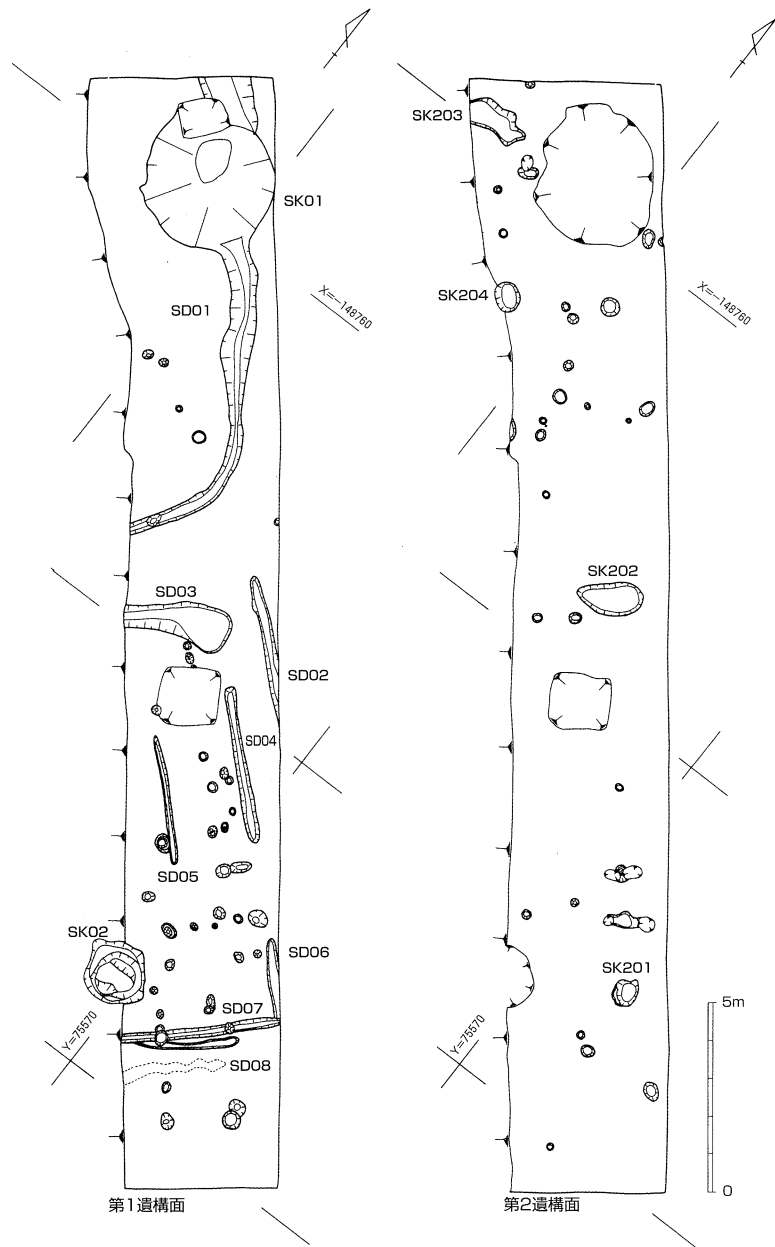 SK01
X=-148760
SD01
SD03
SD02
SD04
SD05
SK02
SD06
SD07
Y=75570
SD08
第1遺構面
SK203
SK204
X=-148760
SK202
SK201
5m
Y=75570
0
第2遺構面